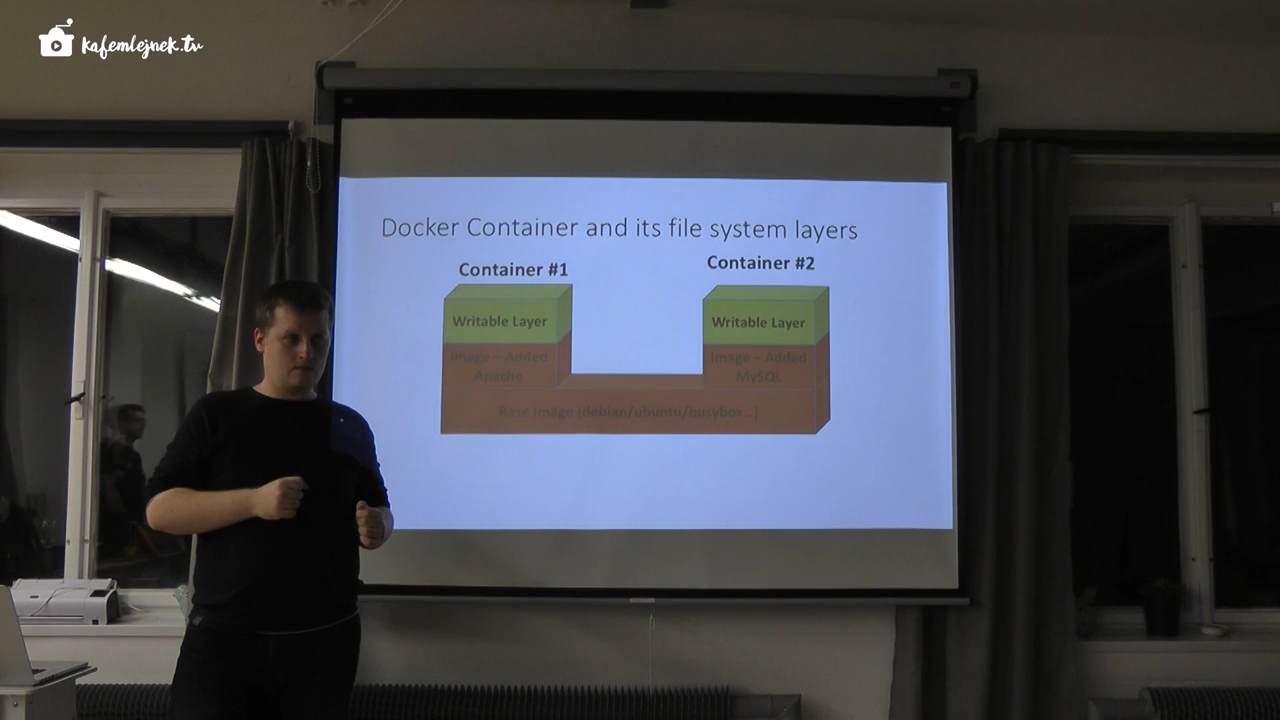 kafemlejnek.tv
Docker Container and its file system layers
Container #1
Container #2
Writable Layer
Writable Layer
Image – Added
Apache
Image – Added
MySQL
Base Image (debian/ubuntu/busybox...)